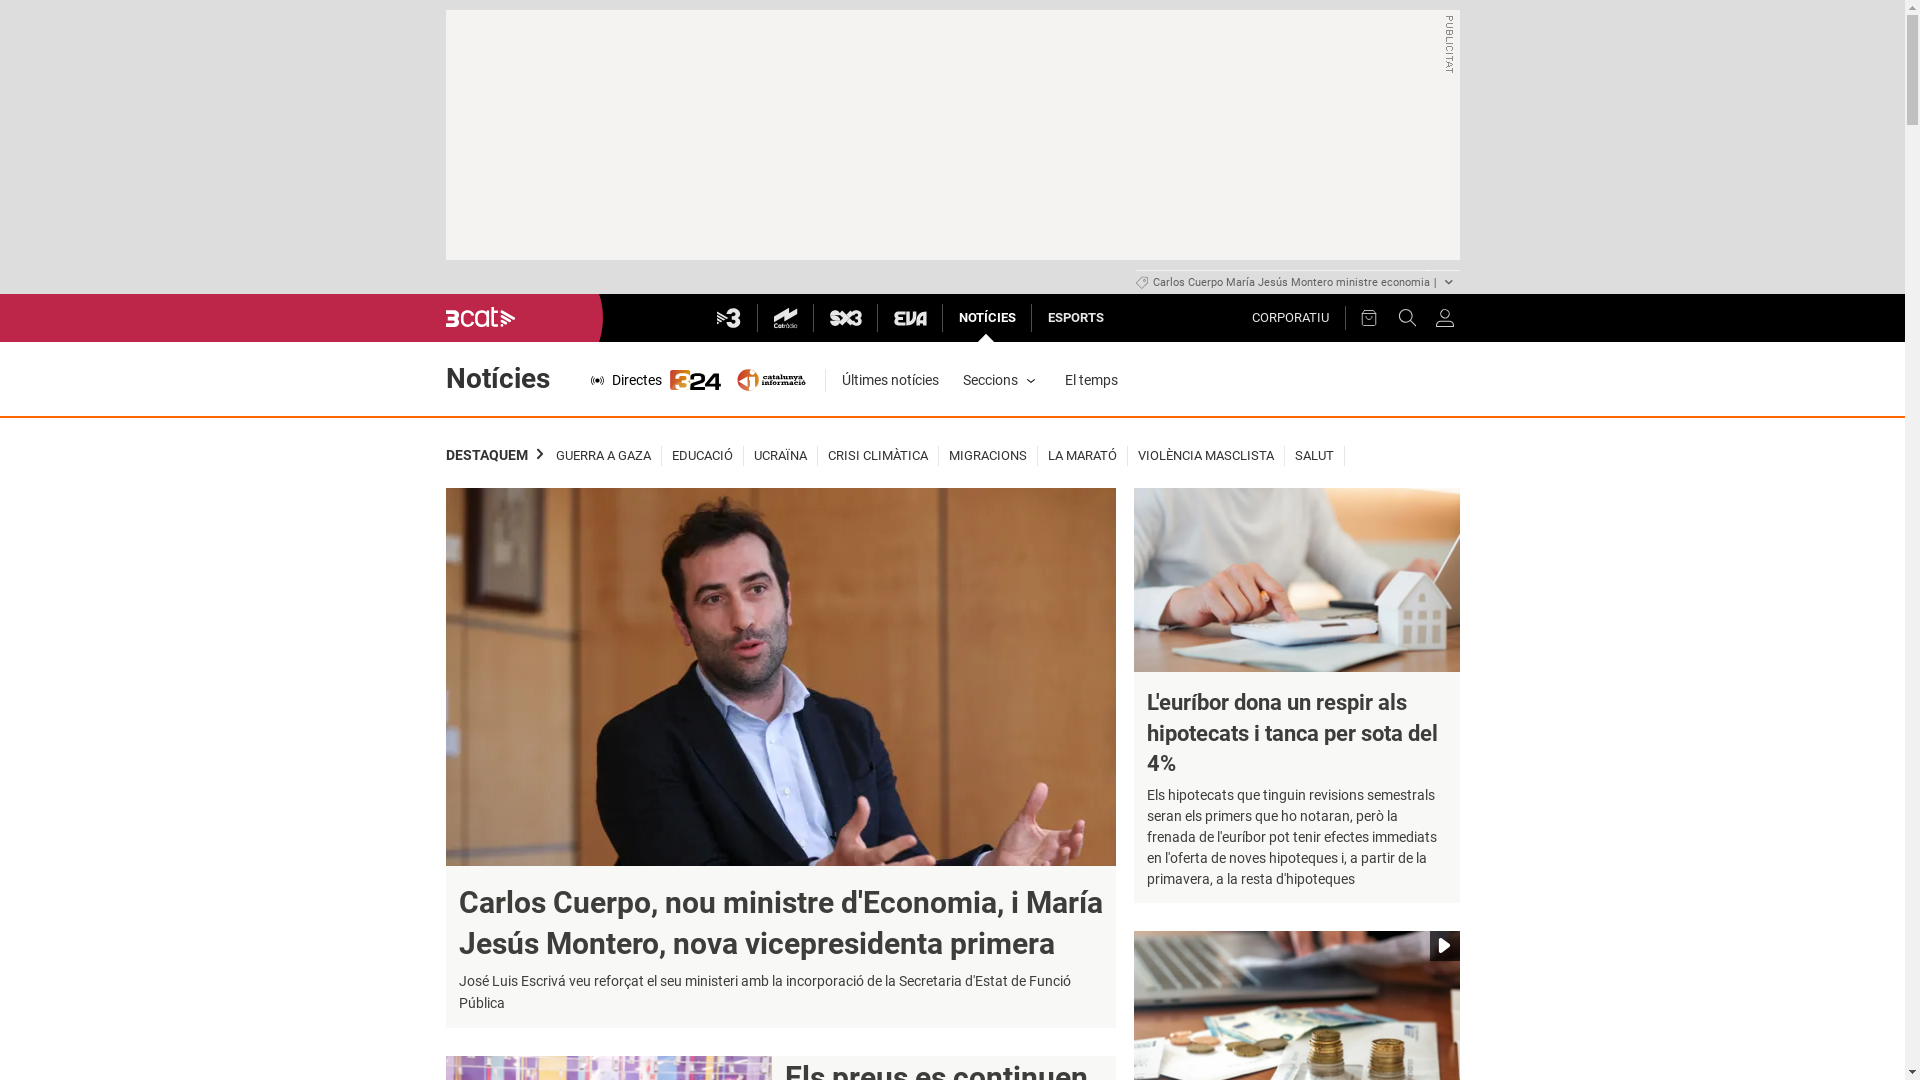 PUBLICITAT
Carlos Cuerpo María Jesús Montero ministre economia |
3cat
3
Catràdio
SX3
EVA
NOTÍCIES
ESPORTS
CORPORATIU
Notícies
Directes
324
catalunya
informació
Últimes notícies
Seccions
El temps
DESTAQUEM
GUERRA A GAZA
EDUCACIÓ
UCRAÏNA
CRISI CLIMÀTICA
MIGRACIONS
LA MARATÓ
VIOLÈNCIA MASCLISTA
SALUT
Carlos Cuerpo, nou ministre d'Economia, i María
Jesús Montero, nova vicepresidenta primera
José Luis Escrivá veu reforçat el seu ministeri amb la incorporació de la Secretaria d'Estat de Funció
Pública
L'euríbor dona un respir als
hipotecats i tanca per sota del
4%
Els hipotecats que tinguin revisions semestrals
seran els primers que ho notaran, però la
frenada de l'euríbor pot tenir efectes immediats
en l'oferta de noves hipoteques i, a partir de la
primavera, a la resta d'hipoteques
Els preus es continuen